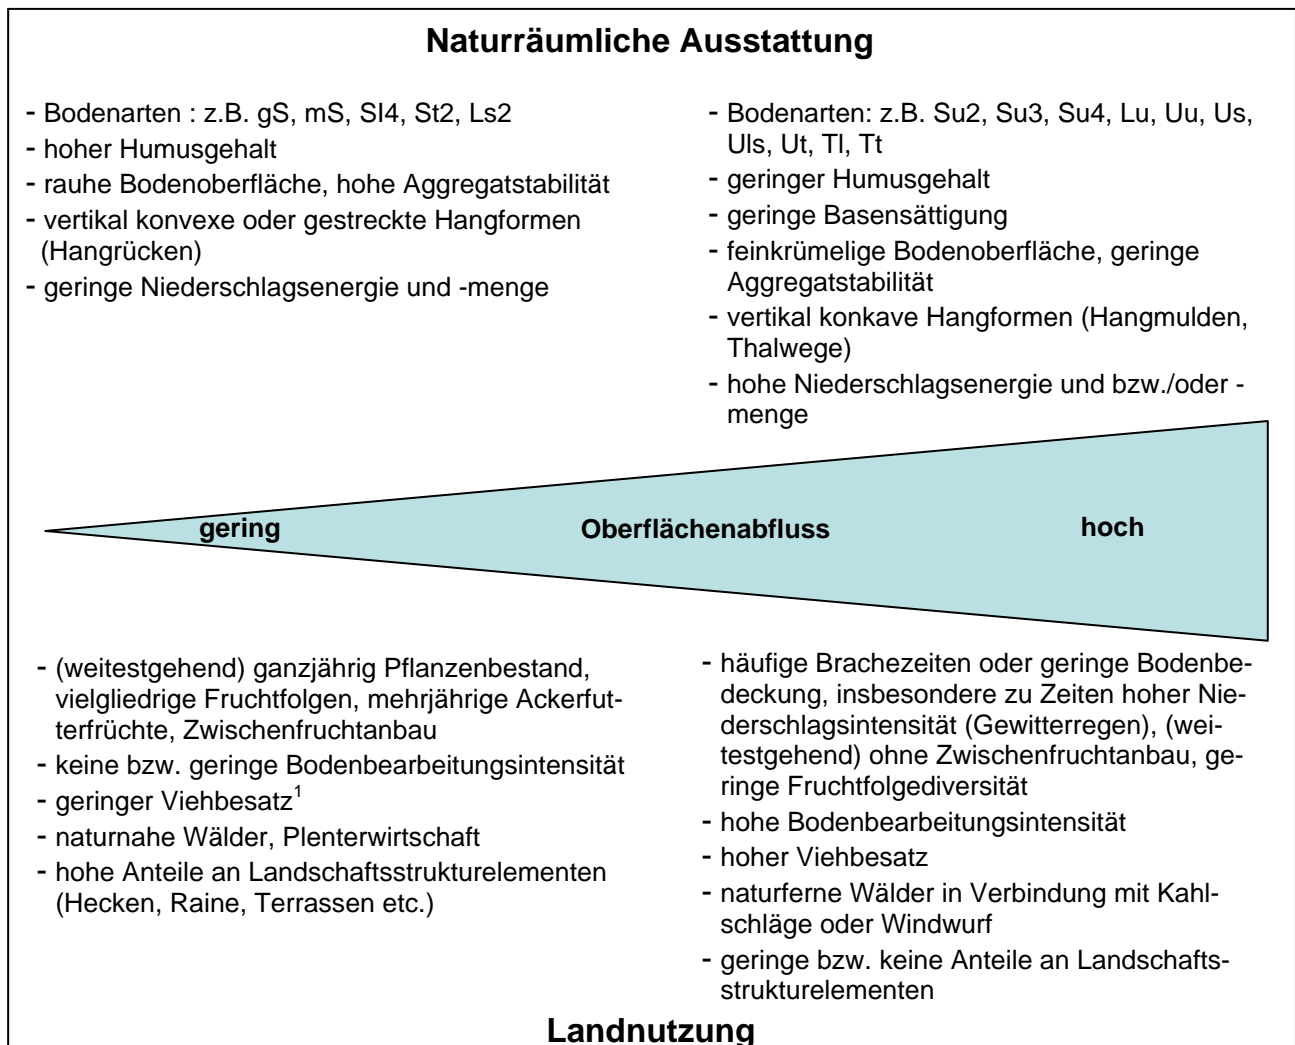 Naturräumliche Ausstattung
- Bodenarten : z.B. gS, mS, Sl4, St2, Ls2
- hoher Humusgehalt
- rauhe Bodenoberfläche, hohe Aggregatstabilität
- vertikal konvexe oder gestreckte Hangformen
(Hangrücken)
- geringe Niederschlagsenergie und -menge
- Bodenarten: z.B. Su2, Su3, Su4, Lu, Uu, Us,
Uls, Ut, Tl, Tt
- geringer Humusgehalt
- geringe Basensättigung
- feinkrümelige Bodenoberfläche, geringe
Aggregatstabilität
- vertikal konkave Hangformen (Hangmulden,
Thalwege)
- hohe Niederschlagsenergie und bzw./oder -
menge
gering Oberflächenabfluss hoch
- (weitestgehend) ganzjährig Pflanzenbestand,
vielgliedrige Fruchtfolgen, mehrjährige Ackerfut-
terfrüchte, Zwischenfruchtanbau
- keine bzw. geringe Bodenbearbeitungsintensität
- geringer Viehbesatz¹
- naturnahe Wälder, Plenterwirtschaft
- hohe Anteile an Landschaftsstrukturelementen
(Hecken, Raine, Terrassen etc.)
- häufige Brachezeiten oder geringe Bodenbe-
deckung, insbesondere zu Zeiten hoher Nie-
derschlagsintensität (Gewitterregen), (wei-
testgehend) ohne Zwischenfruchtanbau, ge-
ringe Fruchtfolgediversität
- hohe Bodenbearbeitungsintensität
- hoher Viehbesatz
- naturferne Wälder in Verbindung mit Kahl-
schläge oder Windwurf
- geringe bzw. keine Anteile an Landschafts-
strukturelementen
Landnutzung